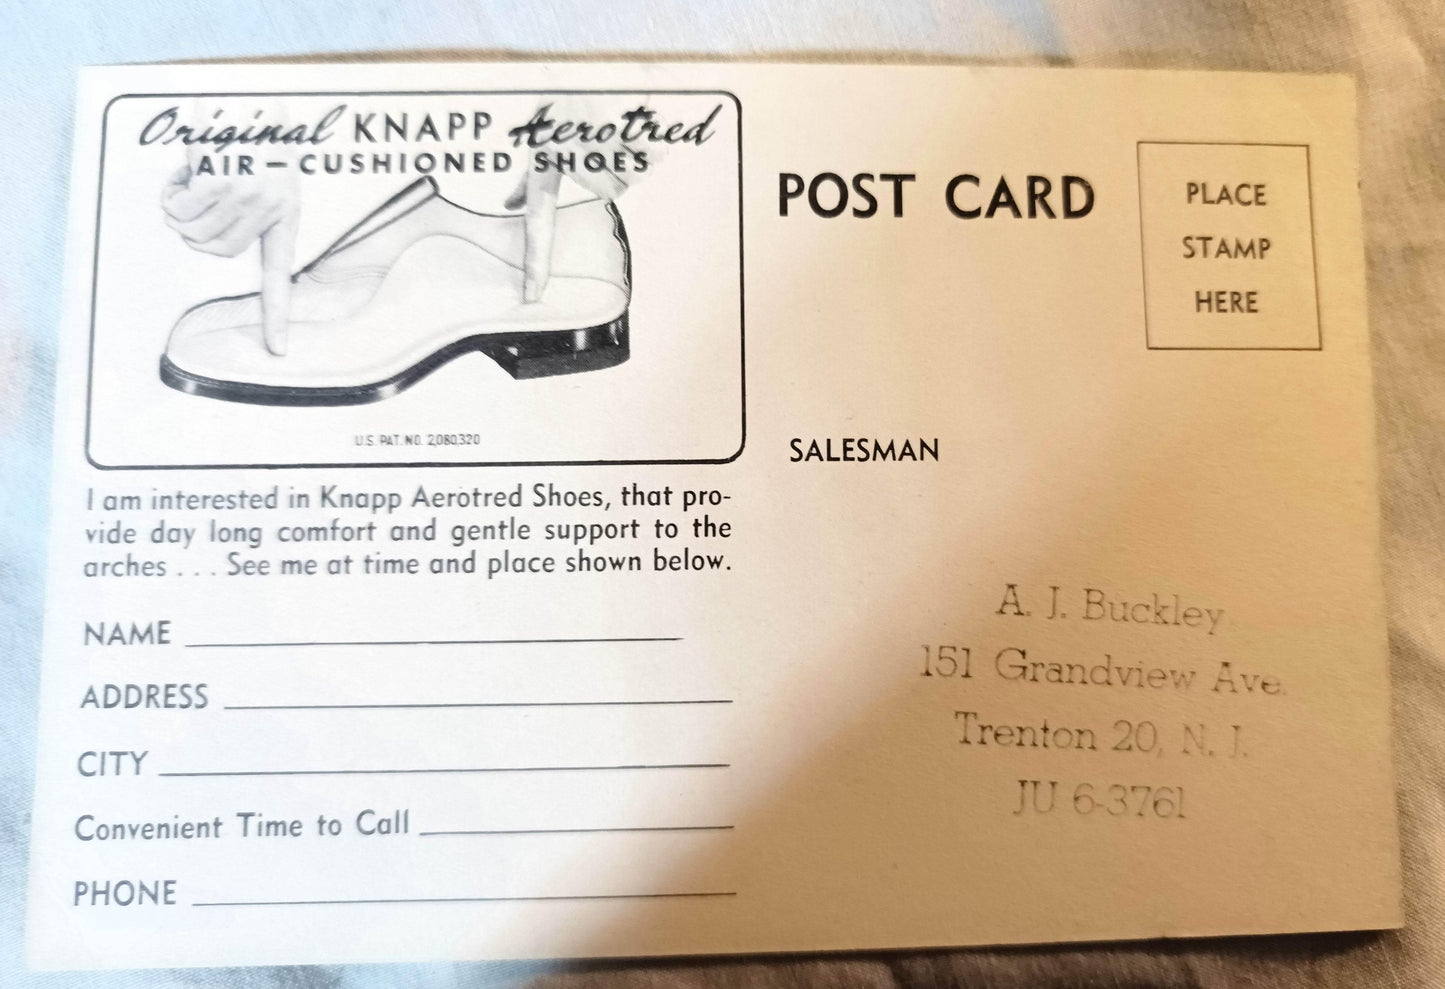 Original KNAPP Aerotred
AIR - CUSHIONED SHOES
U.S. PAT. NO. 2,080,320
I am interested in Knapp Aerotred Shoes, that pro-
vide day long comfort and gentle support to the
arches . . . See me at time and place shown below.
NAME
ADDRESS
CITY
Convenient Time to Call
PHONE
POST CARD
PLACE
STAMP
HERE
SALESMAN
A. J. Buckley
151 Grandview Ave.
Trenton 20, N. J.
JU 6-3761